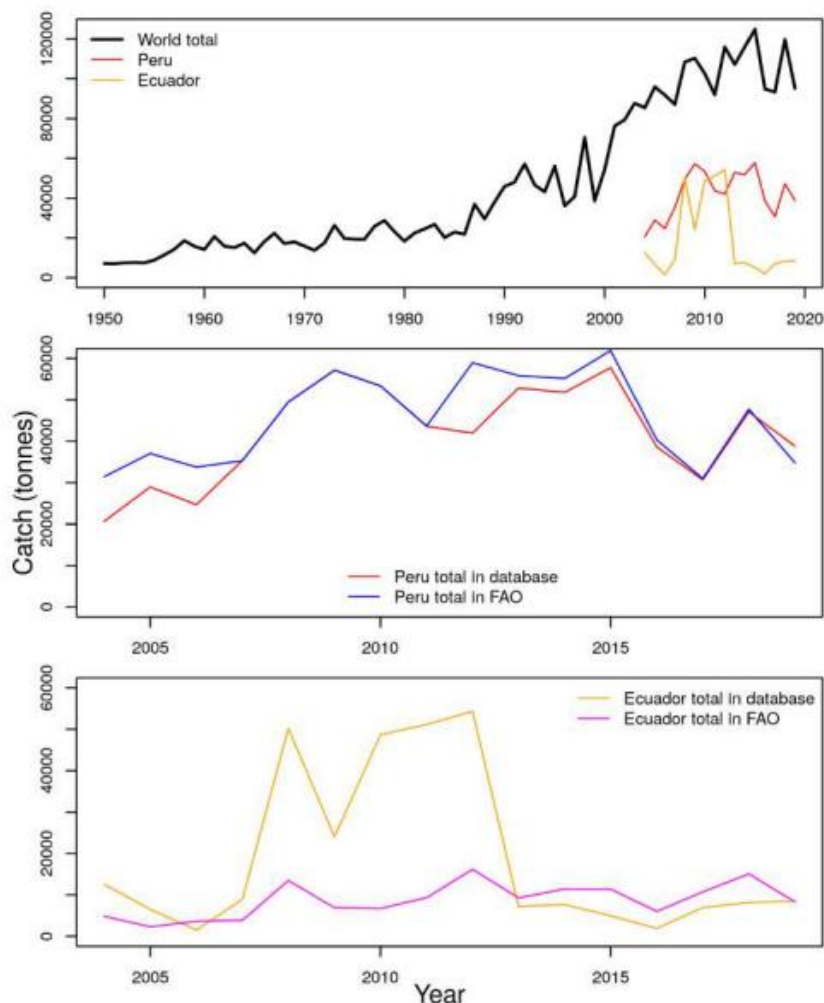 World total
Peru
Ecuador
120000
80000
40000
0
1950 1960 1970 1980 1990 2000 2010 2020
Catch (tonnes)
60000
40000
20000
0
Peru total in database
Peru total in FAO
2005 2010 2015
60000
40000
20000
0
Ecuador total in database
Ecuador total in FAO
2005 2010 2015
Year